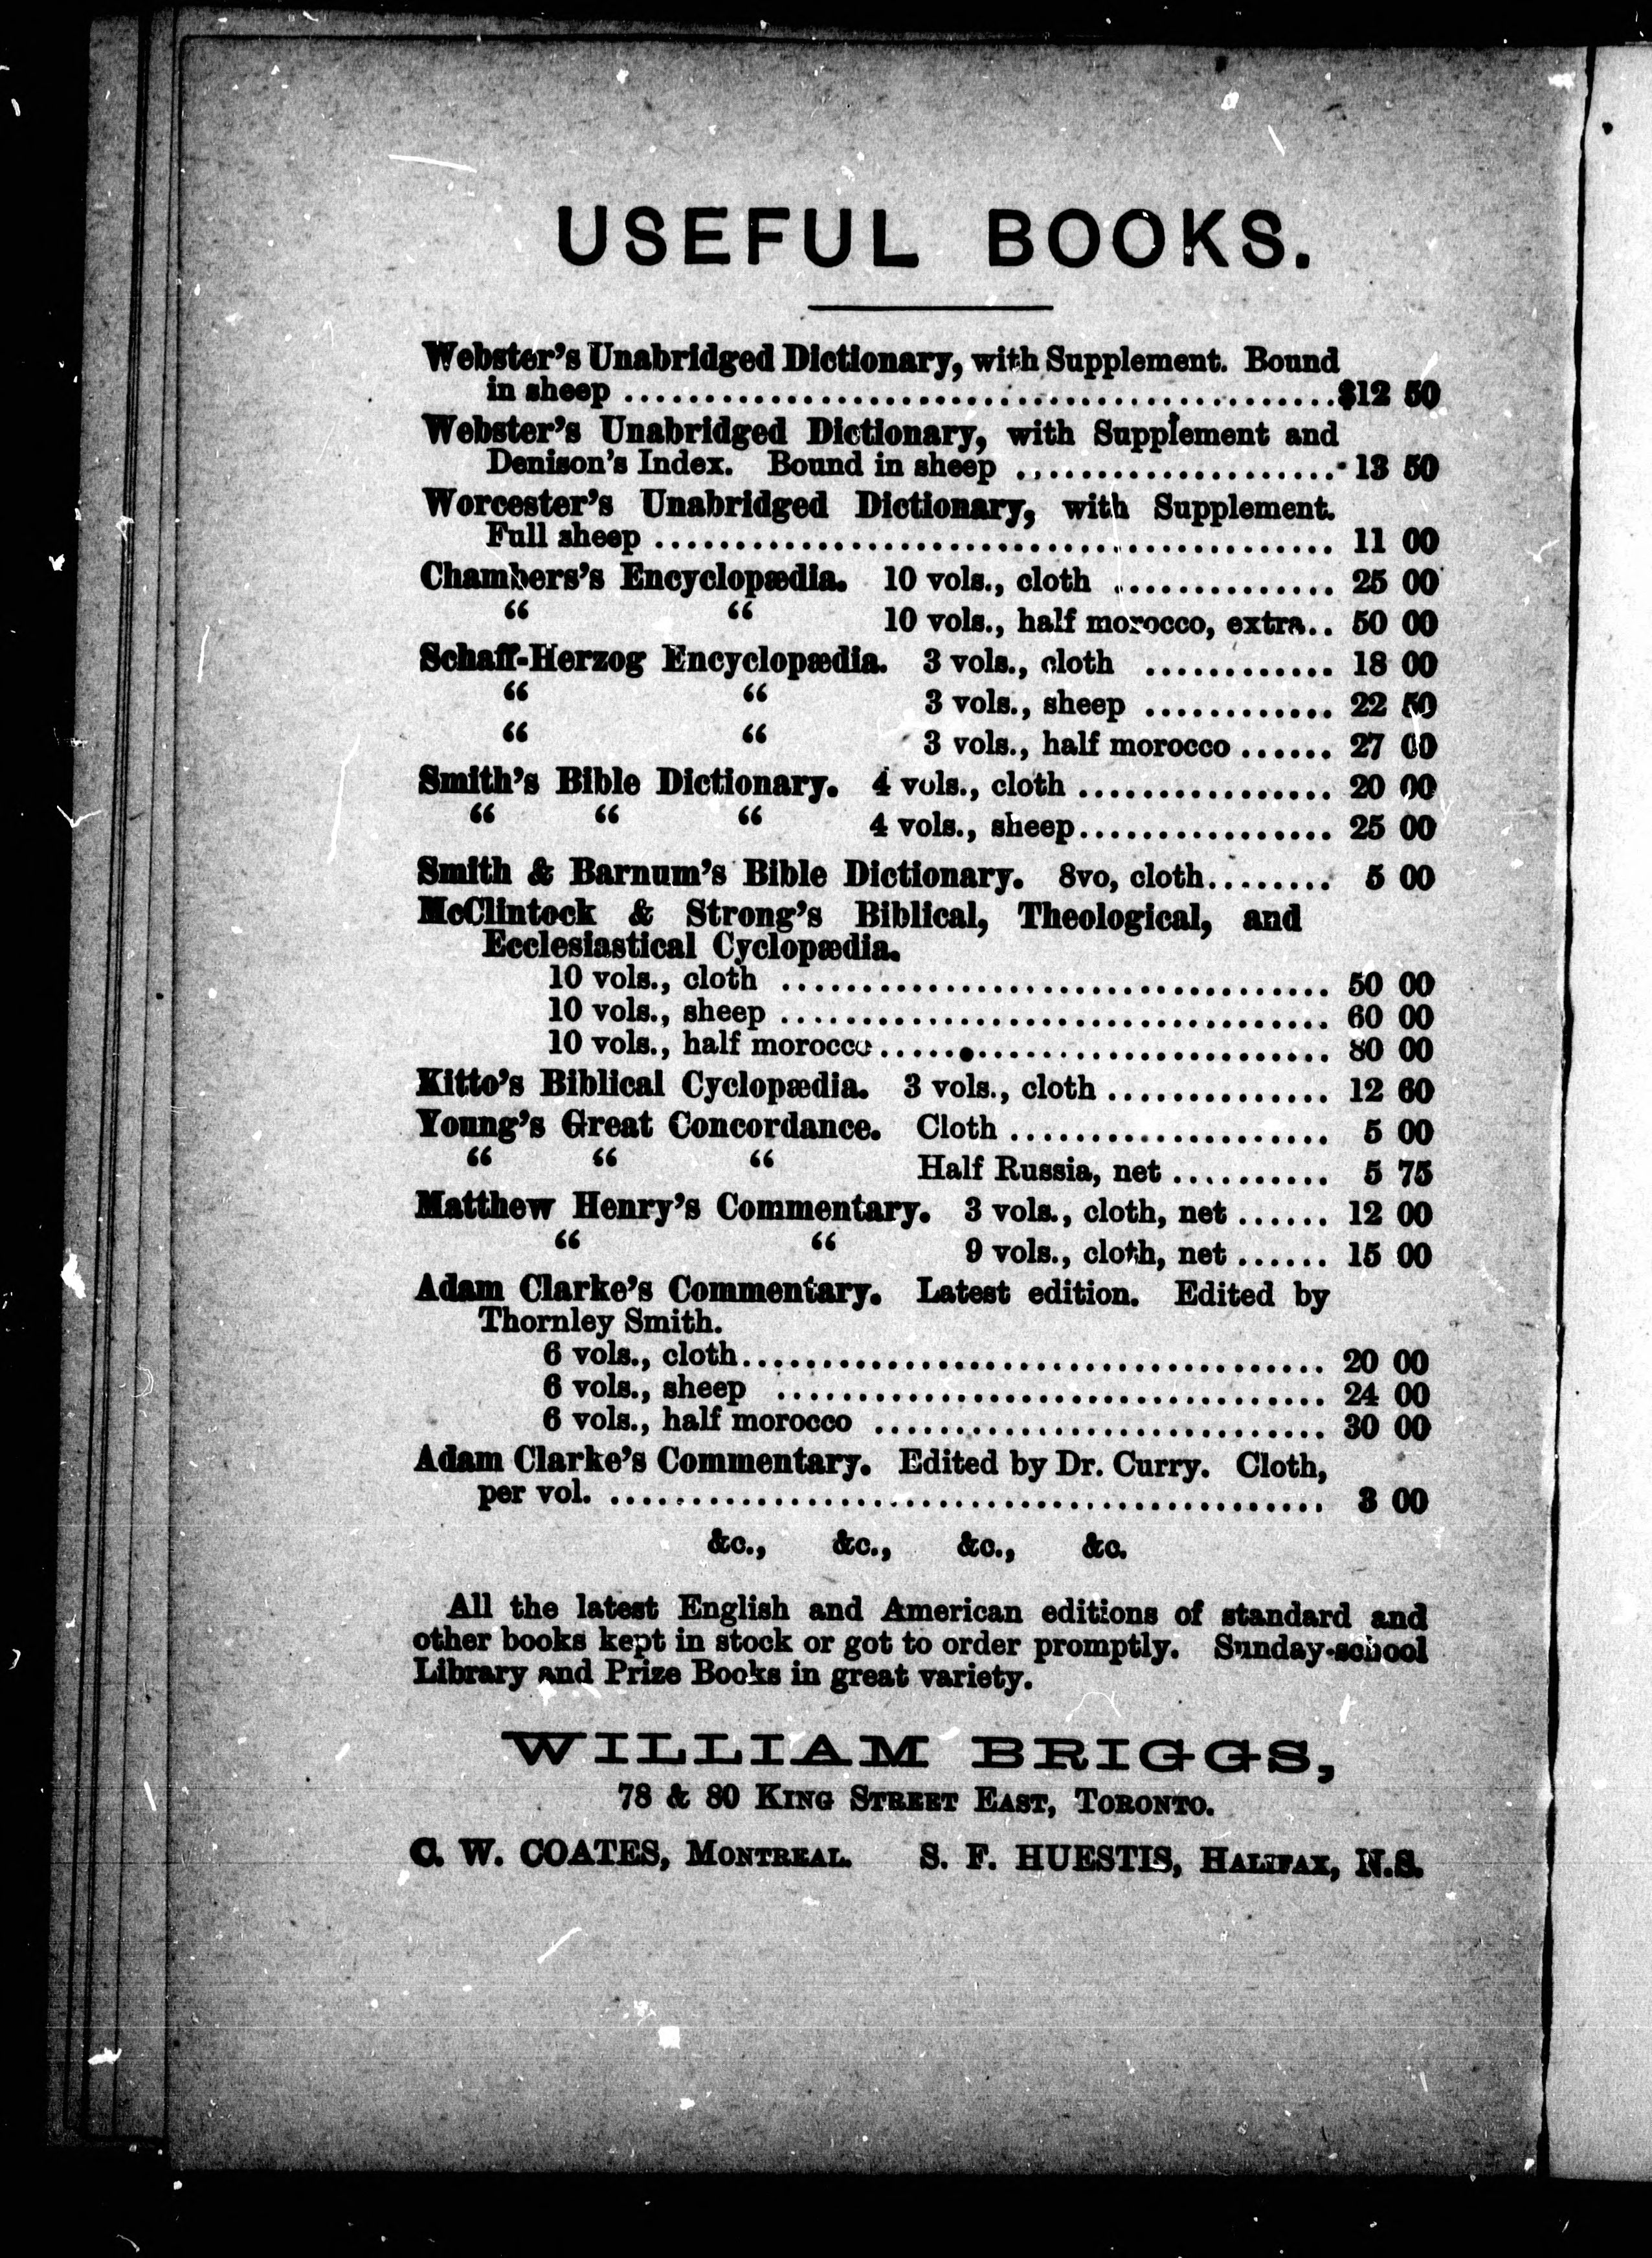 USEFUL BOOKS.
Webster's Unabridged Dictionary, with Supplement. Bound
in sheep ........................................ $12 50
Webster's Unabridged Dictionary, with Supplement and
Denison's Index. Bound in sheep .................... 13 50
Worcester's Unabridged Dictionary, with Supplement.
Full sheep ........................................ 11 00
Chambers's Encyclopædia. 10 vols., cloth .............. 25 00
“ “ 10 vols., half morocco, extra.. 50 00
Schaff-Herzog Encyclopædia. 3 vols., cloth ............ 18 00
“ “ 3 vols., sheep ............ 22 50
“ “ 3 vols., half morocco ...... 27 00
Smith's Bible Dictionary. 4 vols., cloth ................ 20 00
“ “ “ 4 vols., sheep................ 25 00
Smith & Barnum's Bible Dictionary. 8vo, cloth........ 5 00
McClintock & Strong's Biblical, Theological, and
Ecclesiastical Cyclopædia.
10 vols., cloth .................................. 50 00
10 vols., sheep .................................. 60 00
10 vols., half morocco............................ 80 00
Kitto's Biblical Cyclopædia. 3 vols., cloth .............. 12 60
Young's Great Concordance. Cloth .................... 5 00
“ “ “ Half Russia, net .......... 5 75
Matthew Henry's Commentary. 3 vols., cloth, net ...... 12 00
“ “ 9 vols., cloth, net ...... 15 00
Adam Clarke's Commentary. Latest edition. Edited by
Thornley Smith.
6 vols., cloth.................................... 20 00
6 vols., sheep .................................. 24 00
6 vols., half morocco ............................ 30 00
Adam Clarke's Commentary. Edited by Dr. Curry. Cloth,
per vol. ............................................ 3 00
&c., &c., &c., &c.
All the latest English and American editions of standard and
other books kept in stock or got to order promptly. Sunday-school
Library and Prize Books in great variety.
WILLIAM BRIGGS,
78 & 80 KING STREET EAST, TORONTO.
C. W. COATES, MONTREAL. S. F. HUESTIS, HALIFAX, N.S.